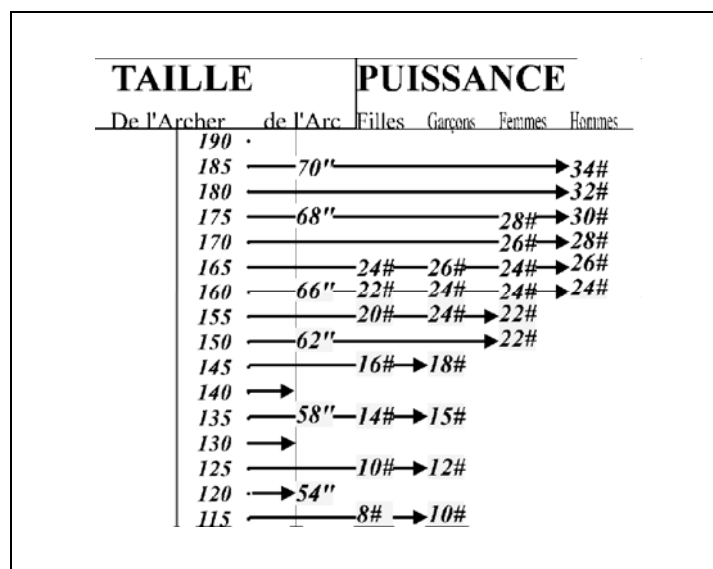 TAILLE PUISSANCE
De l'Archer de l'Arc Filles Garçons Femmes Hommes
190
185 70" 34#
180 32#
175 68" 28# 30#
170 26# 28#
165 24# 26# 24# 26#
160 66" 22# 24# 24# 24#
155 20# 24# 22#
150 62" 22#
145 16# 18#
140
135 58" 14# 15#
130
125 10# 12#
120 54"
115 8# 10#